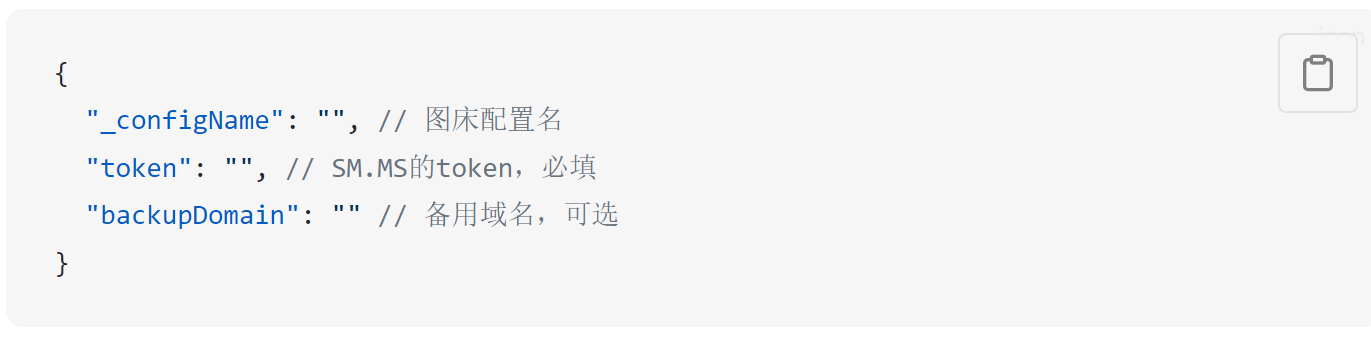 {
"_configName": "", // 图床配置名
"token": "", // SM.MS的token，必填
"backupDomain": "" // 备用域名，可选
}